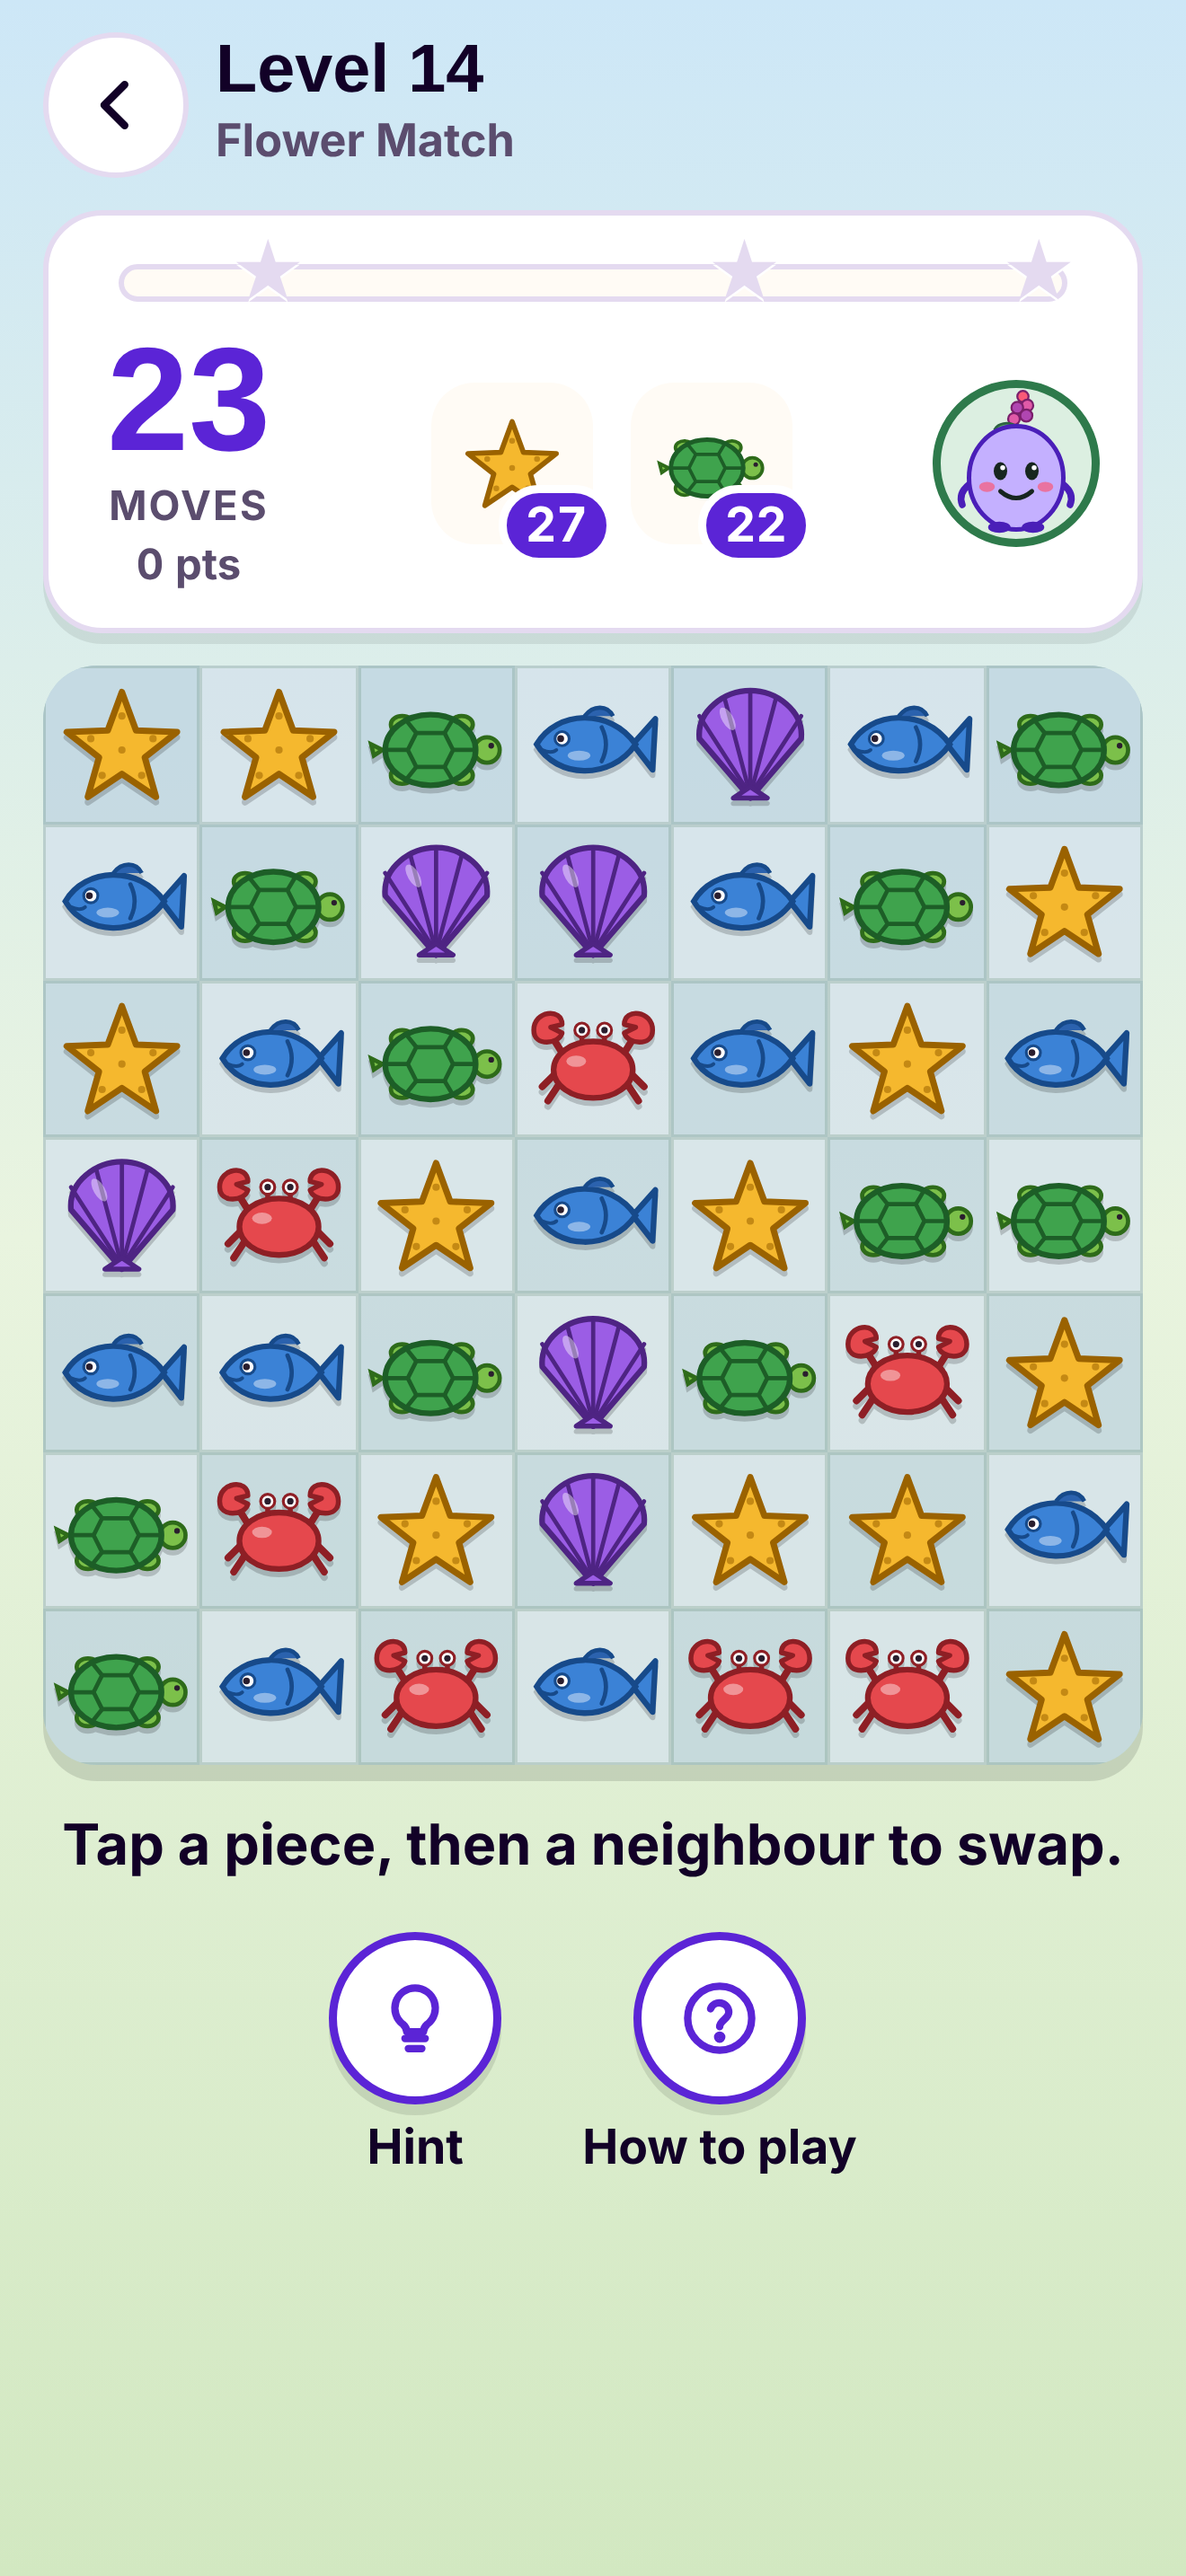 Level 14
Flower Match
23
MOVES
0 pts
27
22
Tap a piece, then a neighbour to swap.
Hint
How to play